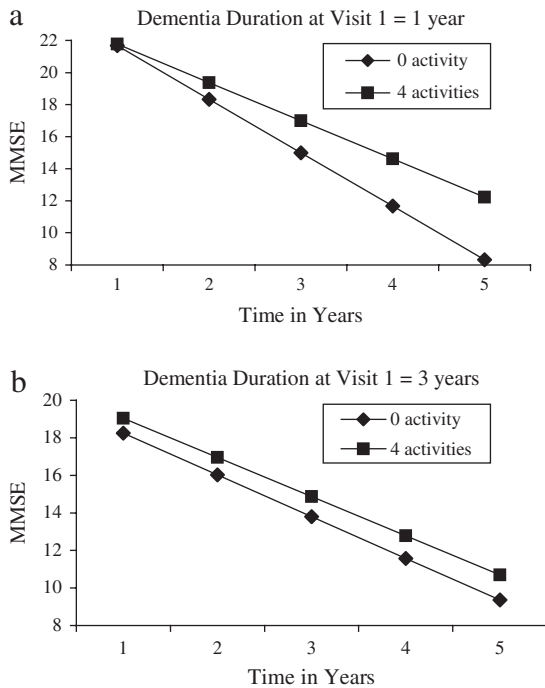 a
Dementia Duration at Visit 1 = 1 year
22
20
18
16
14
12
10
8
MMSE
0 activity
4 activities
1 2 3 4 5
Time in Years
b
Dementia Duration at Visit 1 = 3 years
20
18
16
14
12
10
8
MMSE
0 activity
4 activities
1 2 3 4 5
Time in Years